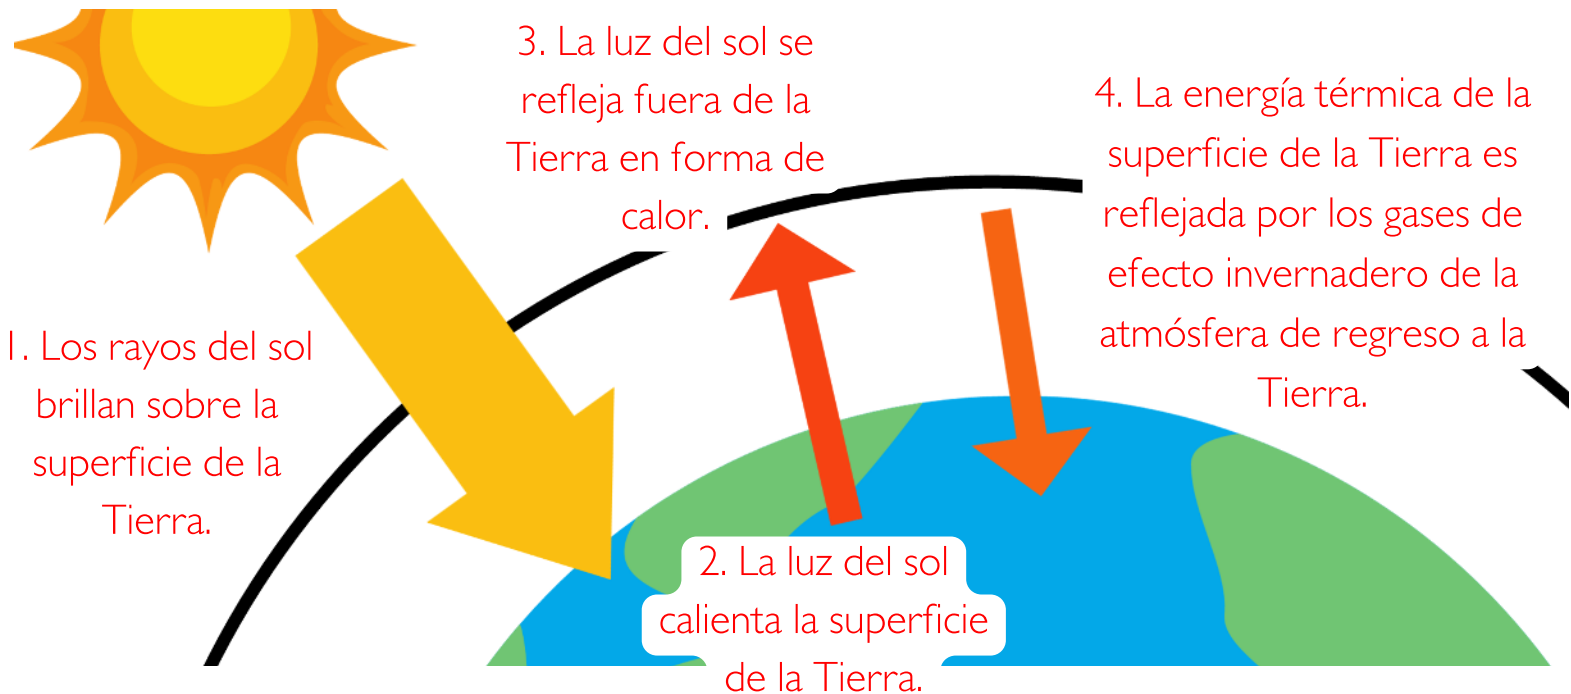 1. Los rayos del sol
brillan sobre la
superficie de la
Tierra.
2. La luz del sol
calienta la superficie
de la Tierra.
3. La luz del sol se
refleja fuera de la
Tierra en forma de
calor.
4. La energía térmica de la
superficie de la Tierra es
reflejada por los gases de
efecto invernadero de la
atmósfera de regreso a la
Tierra.